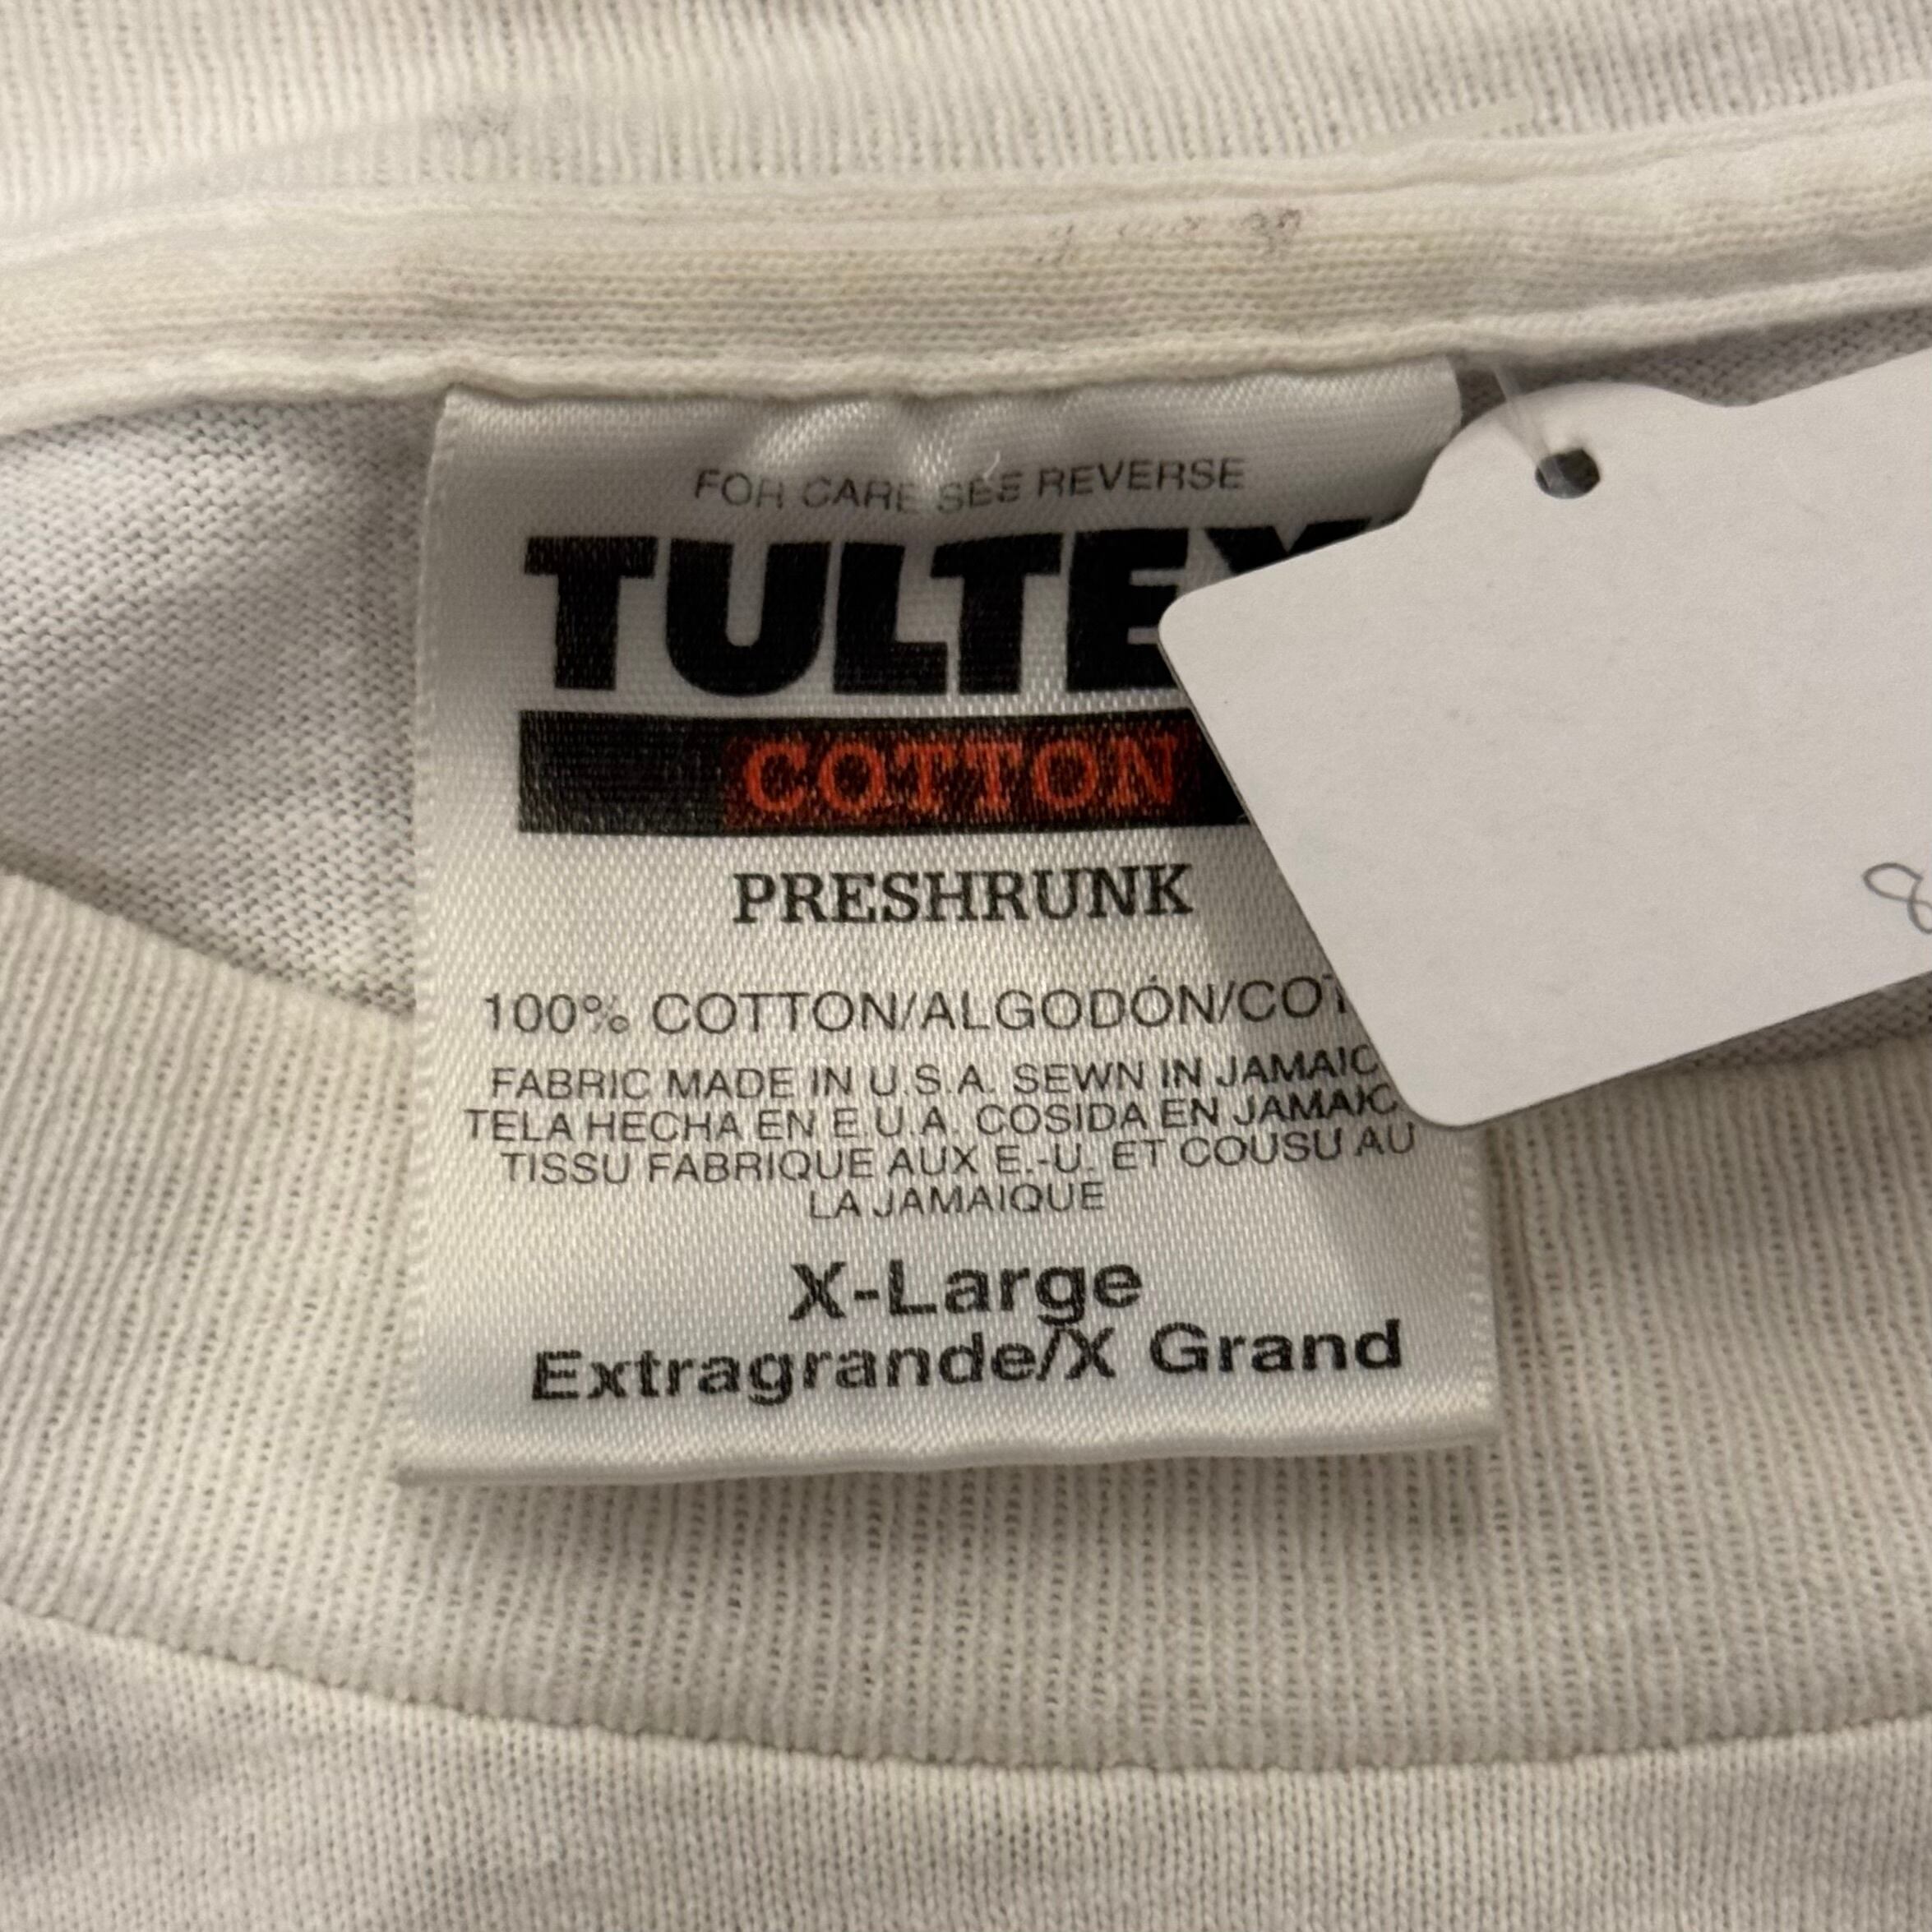 FOR CARE SEE REVERSE
TULTEX
COTTON
PRESHRUNK
100% COTTON/ALGODÓN/COT
FABRIC MADE IN U.S.A. SEWN IN JAMAIC
TELA HECHA EN E.U.A. COSIDA EN JAMAIC
TISSU FABRIQUE AUX E.-U. ET COUSU AU
LA JAMAIQUE
X-Large
Extragrande/X Grand
8